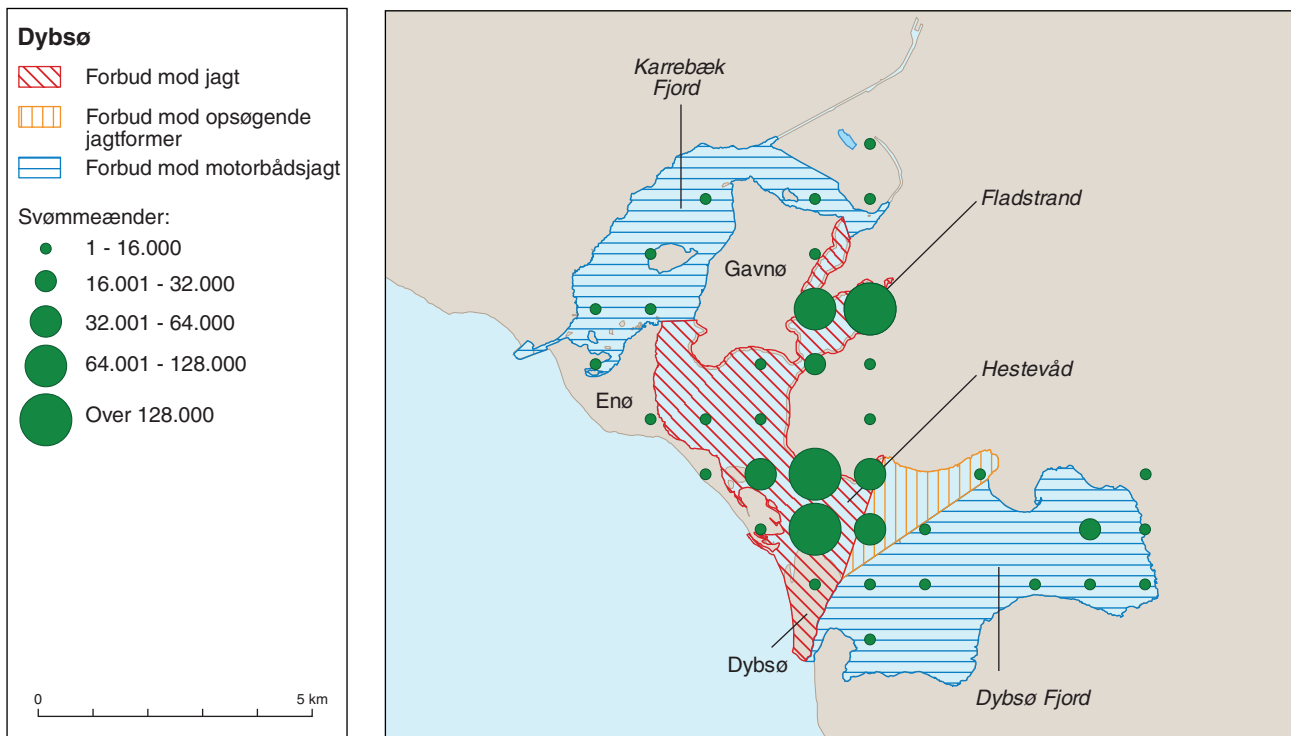 Dybsø
Forbud mod jagt
Forbud mod opsøgende
jagtformer
Forbud mod motorbådsjagt
Svømmeænder:
1 - 16.000
16.001 - 32.000
32.001 - 64.000
64.001 - 128.000
Over 128.000
0 5 km
Karrebæk
Fjord
Fladstrand
Gavnø
Hestevåd
Enø
Dybsø
Dybsø Fjord